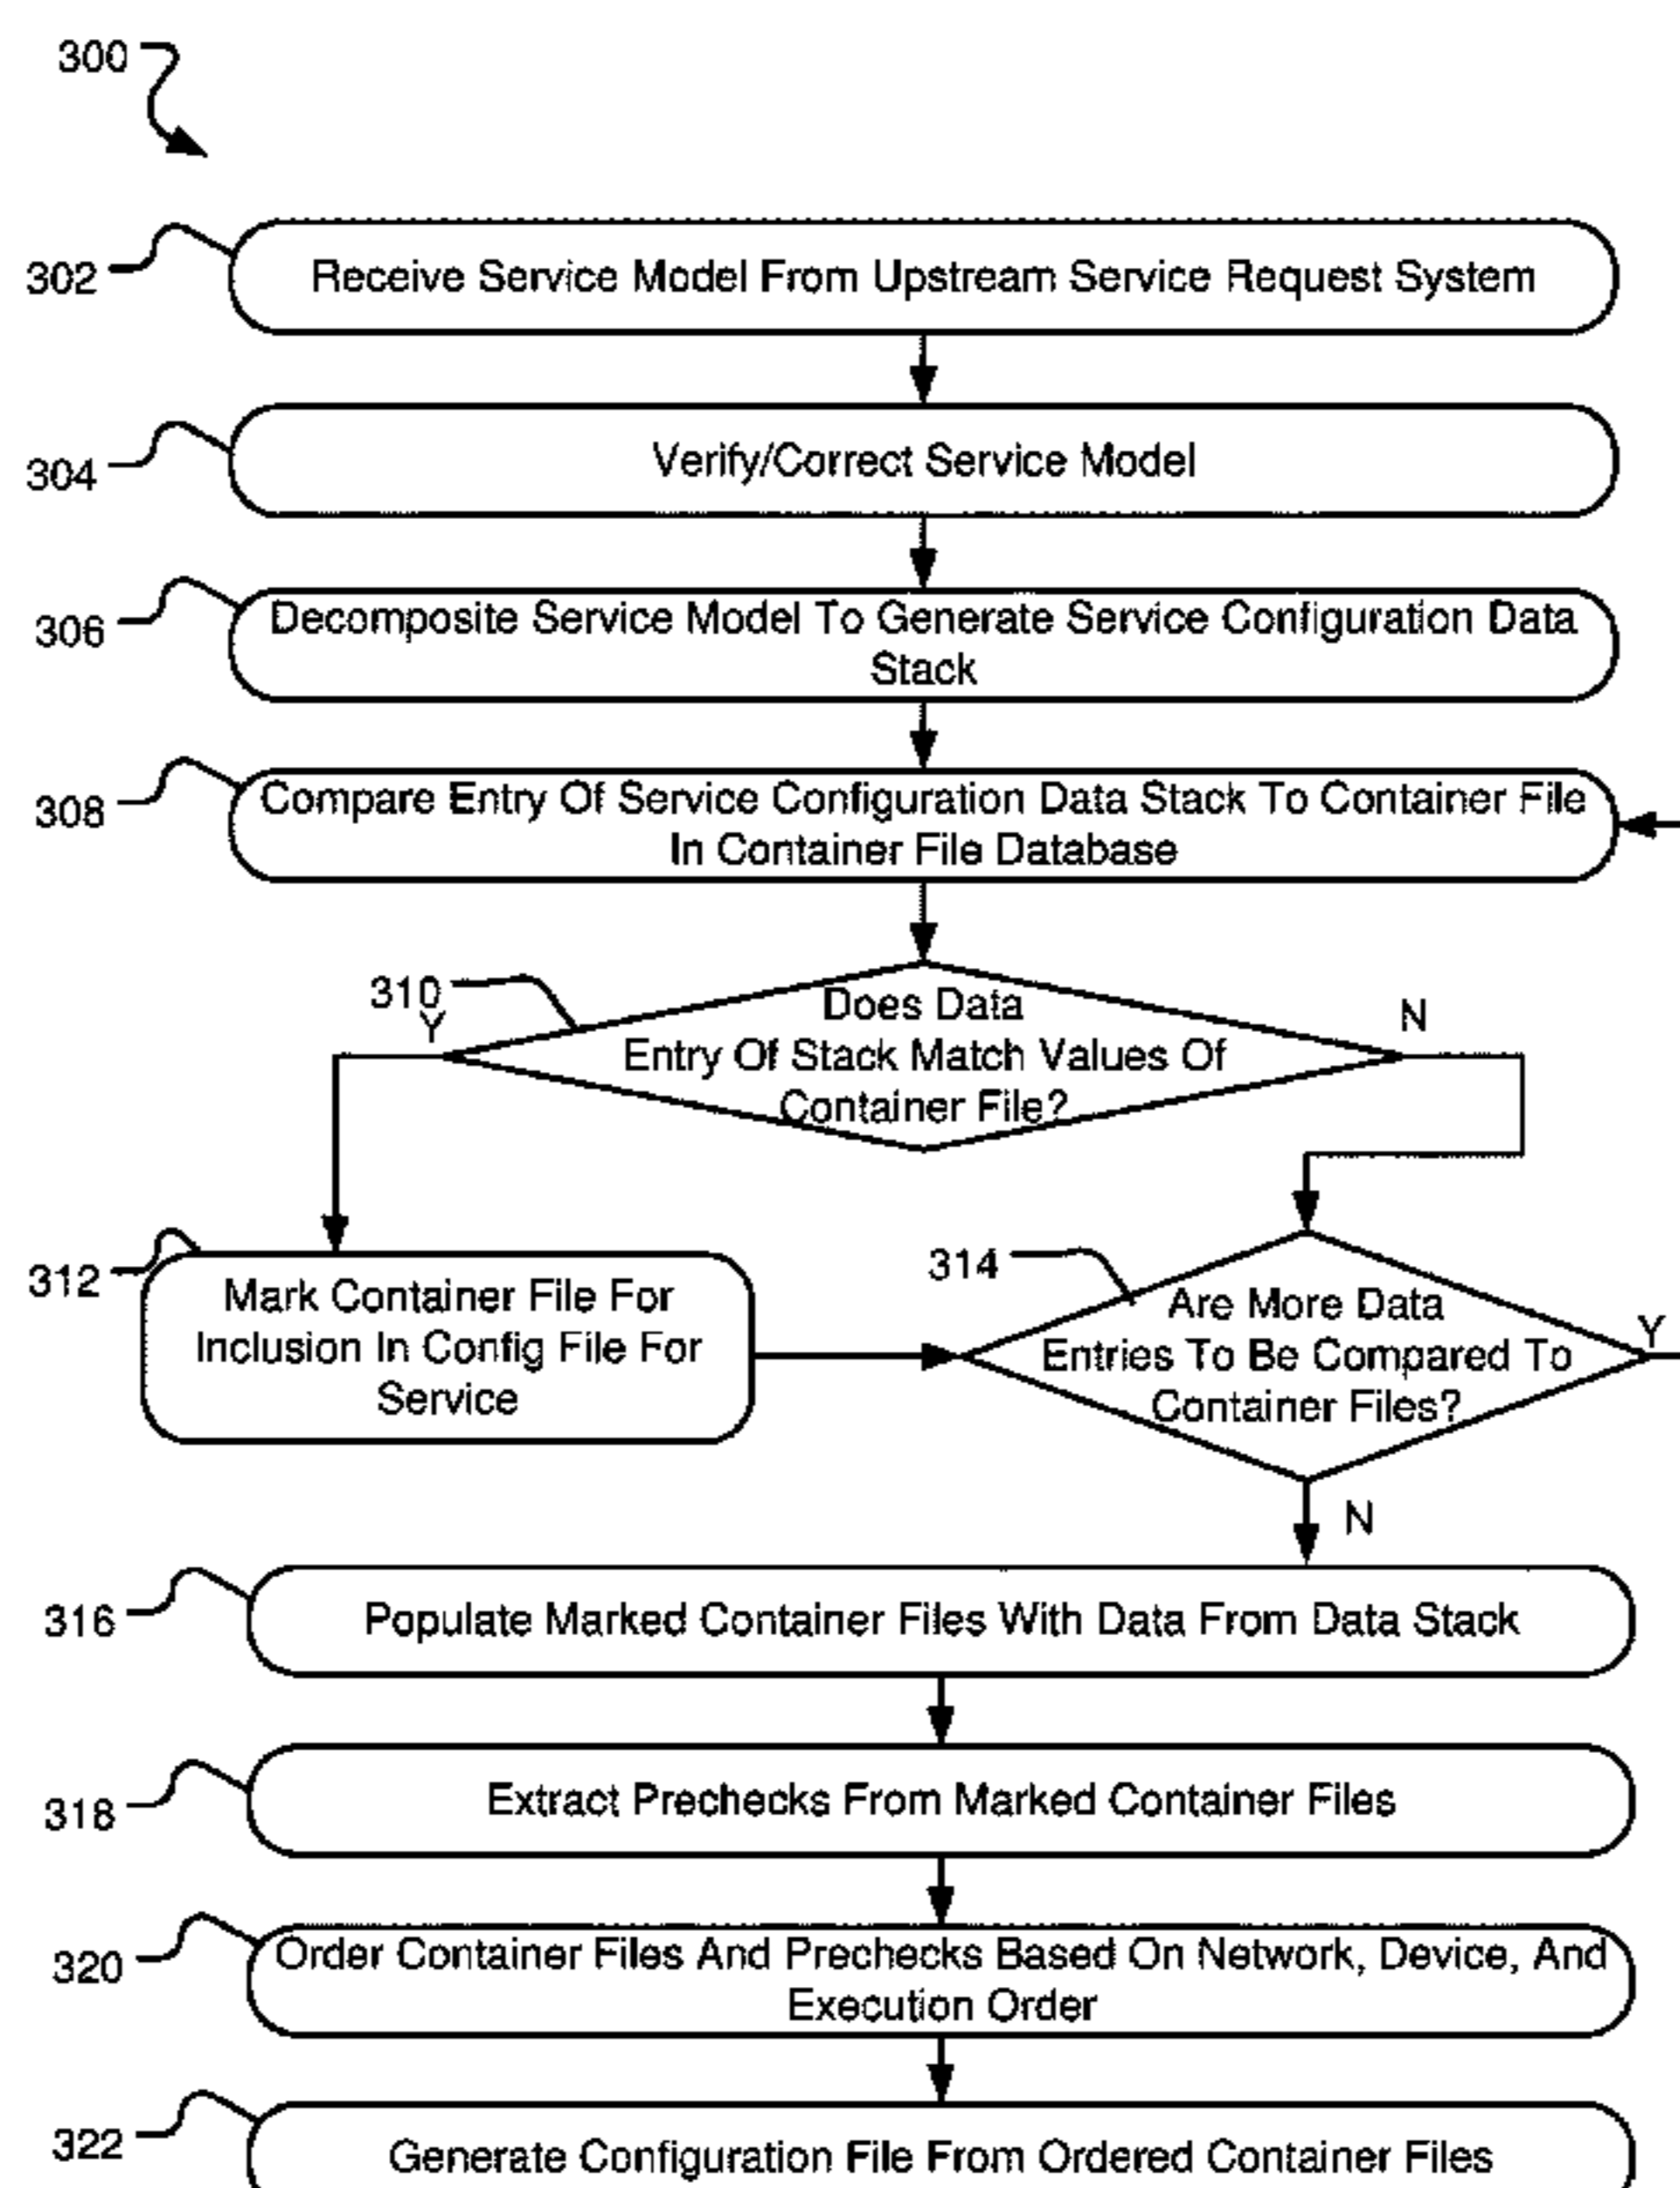 300
302
Receive Service Model From Upstream Service Request System
304
Verify/Correct Service Model
306
Decomposite Service Model To Generate Service Configuration Data
Stack
308
Compare Entry Of Service Configuration Data Stack To Container File
In Container File Database
310
Y
Does Data
Entry Of Stack Match Values Of
Container File?
N
312
Mark Container File For
Inclusion In Config File For
Service
314
Are More Data
Entries To Be Compared To
Container Files?
Y
N
316
Populate Marked Container Files With Data From Data Stack
318
Extract Prechecks From Marked Container Files
320
Order Container Files And Prechecks Based On Network, Device, And
Execution Order
322
Generate Configuration File From Ordered Container Files